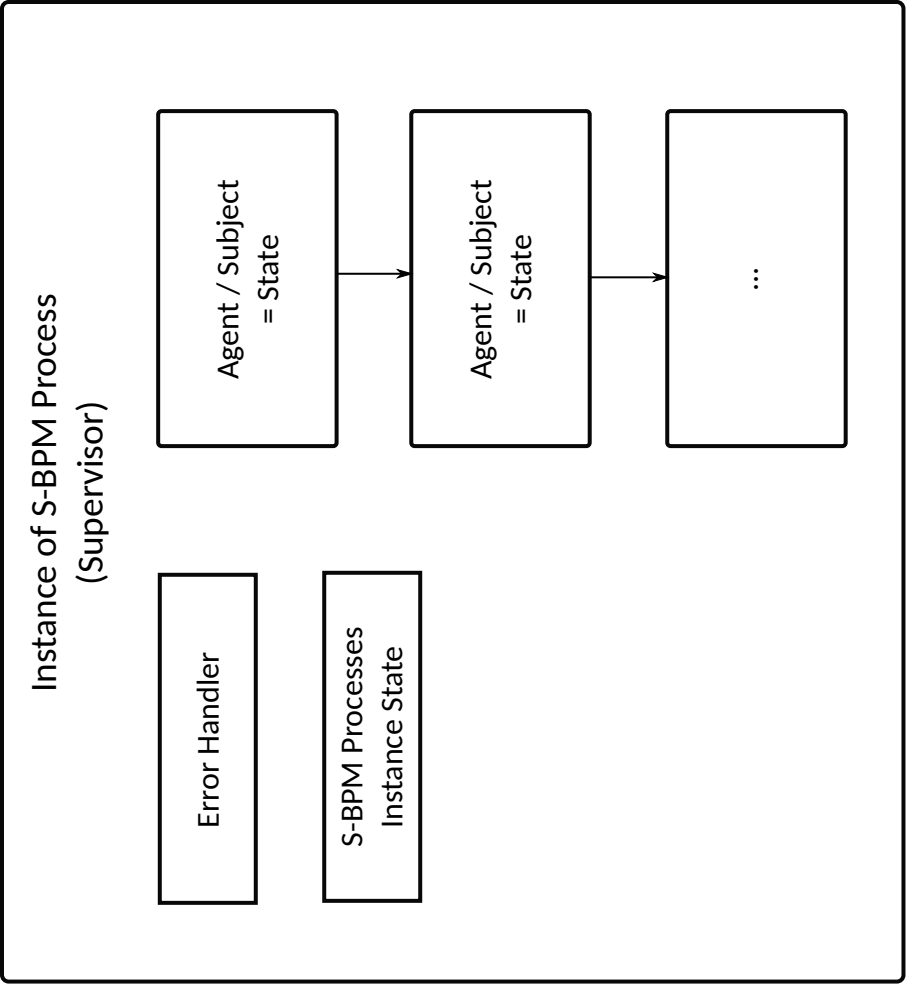 Instance of S-BPM Process
(Supervisor)
Error Handler
S-BPM Processes
Instance State
Agent / Subject
= State
Agent / Subject
= State
...